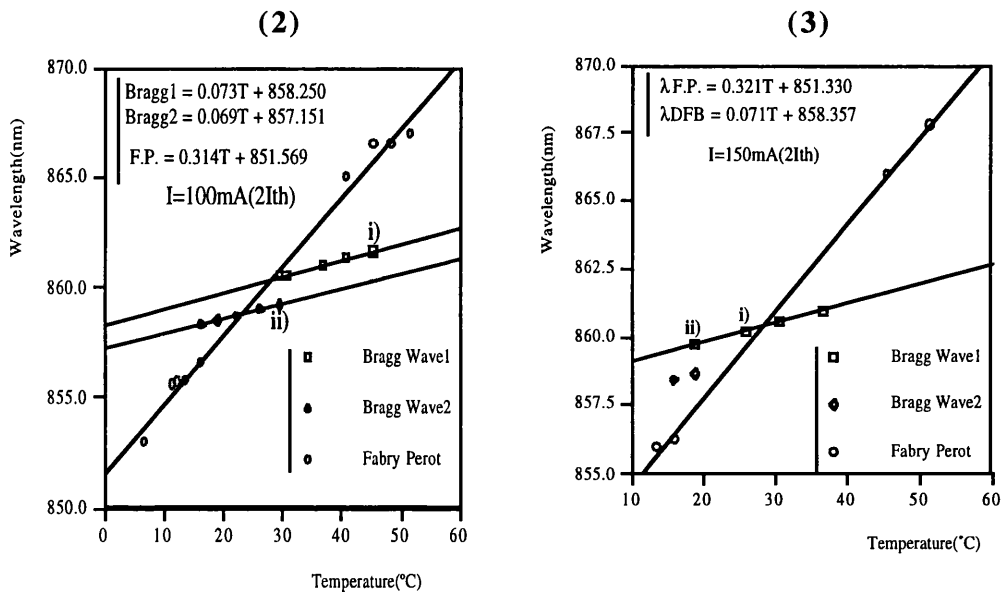 (2)
Wavelength(nm)
870.0
865.0
860.0
855.0
850.0
Bragg1 = 0.073T + 858.250
Bragg2 = 0.069T + 857.151
F.P. = 0.314T + 851.569
I=100mA(2Ith)
i)
ii)
Bragg Wave1
Bragg Wave2
Fabry Perot
0 10 20 30 40 50 60
Temperature(ºC)
(3)
Wavelength(nm)
870.0
867.5
865.0
862.5
860.0
857.5
855.0
λF.P. = 0.321T + 851.330
λDFB = 0.071T + 858.357
I=150mA(2Ith)
ii)
i)
Bragg Wave1
Bragg Wave2
Fabry Perot
10 20 30 40 50 60
Temperature(˚C)